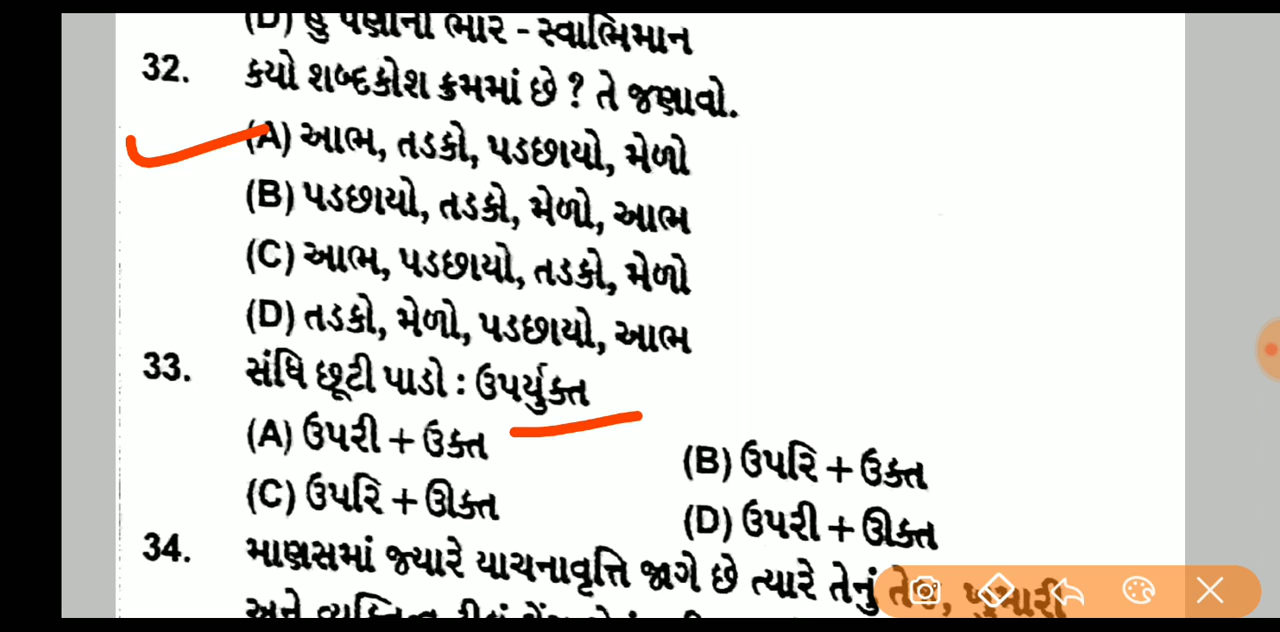 (D) હું પણાનો ભાર - સ્વાભિમાન
32. કયો શબ્દકોશ ક્રમમાં છે ? તે જણાવો.
(A) આભ, તડકો, પડછાયો, મેળો
(B) પડછાયો, તડકો, મેળો, આભ
(C) આભ, પડછાયો, તડકો, મેળો
(D) તડકો, મેળો, પડછાયો, આભ
33. સંધિ છૂટી પાડો : ઉપર્યુક્ત
(A) ઉપરી + ઉક્ત
(B) ઉપરિ + ઉક્ત
(C) ઉપરિ + ઊક્ત
(D) ઉપરી + ઊક્ત
34. માણસમાં જ્યારે યાચનાવૃત્તિ જાગે છે ત્યારે તેનું તેજ, ખુમારી
અને